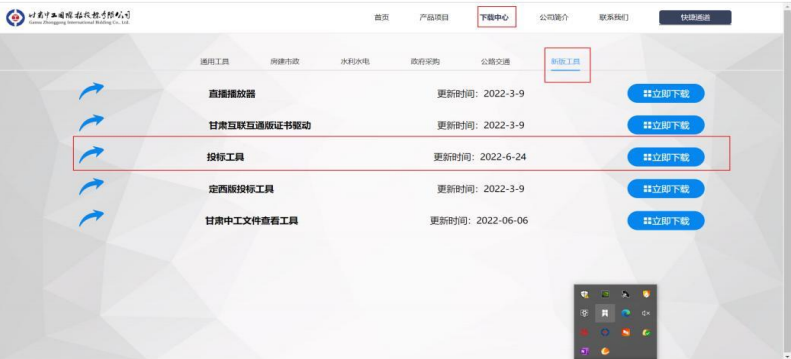 甘肃中工国际招投标有限公司
Gansu Zhonggong International Bidding Co., Ltd.
首页 产品项目 下载中心 公司简介 联系我们 快捷通道
通用工具 房建市政 水利水电 政府采购 公路交通 新版工具
直播播放器 更新时间：2022-3-9 立即下载
甘肃互联互通版证书驱动 更新时间：2022-3-9 立即下载
投标工具 更新时间：2022-6-24 立即下载
定西版投标工具 更新时间：2022-3-9 立即下载
甘肃中工文件查看工具 更新时间：2022-06-06 立即下载